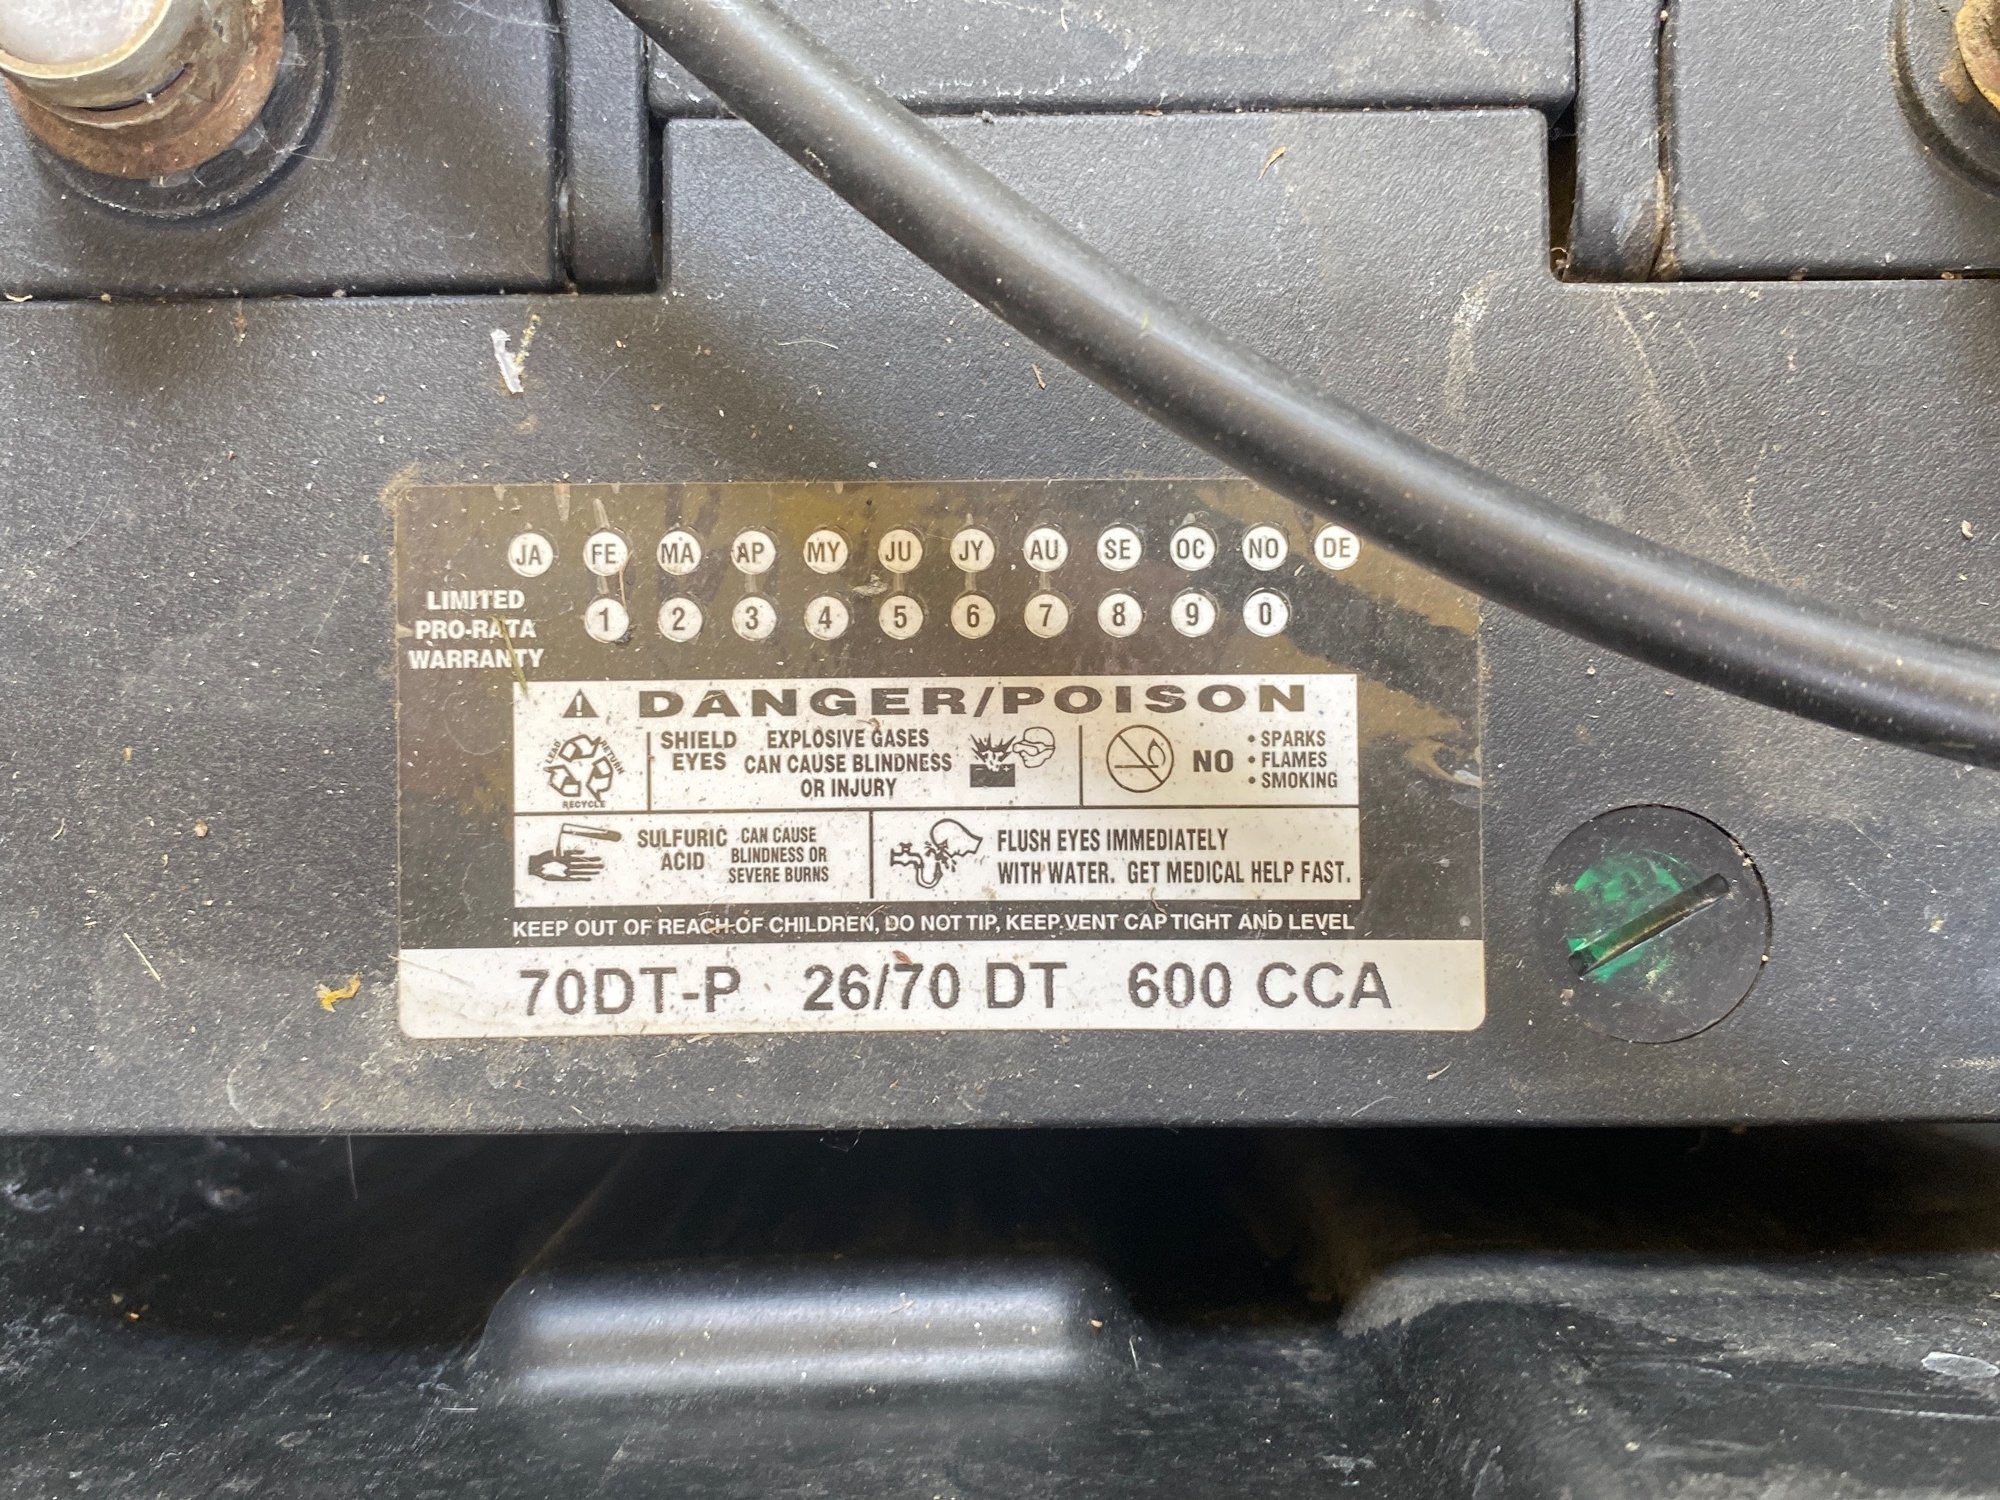 JA FE MA AP MY JU JY AU SE OC NO DE
LIMITED
PRO-RATA
WARRANTY
1 2 3 4 5 6 7 8 9 0
DANGER/POISON
LEAD RETURN
RECYCLE
SHIELD
EYES
EXPLOSIVE GASES
CAN CAUSE BLINDNESS
OR INJURY
NO
• SPARKS
• FLAMES
• SMOKING
SULFURIC
ACID
CAN CAUSE
BLINDNESS OR
SEVERE BURNS
FLUSH EYES IMMEDIATELY
WITH WATER. GET MEDICAL HELP FAST.
KEEP OUT OF REACH OF CHILDREN, DO NOT TIP, KEEP VENT CAP TIGHT AND LEVEL
70DT-P 26/70 DT 600 CCA